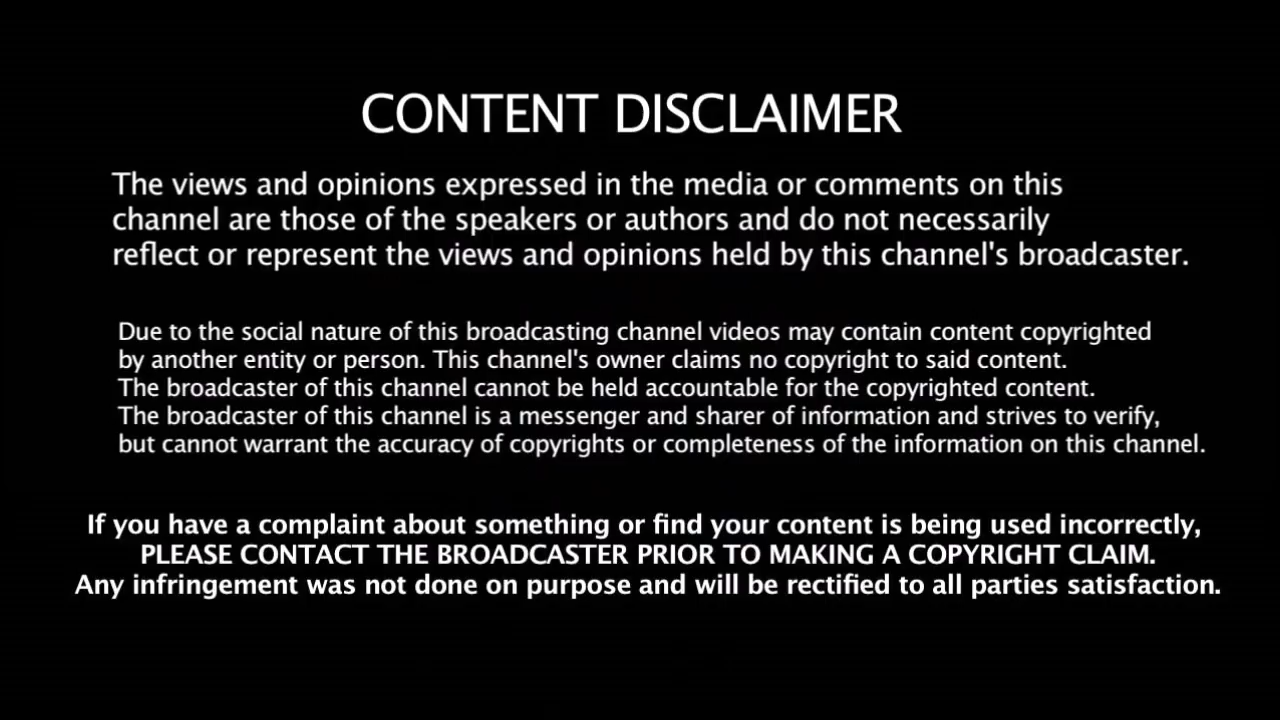 CONTENT DISCLAIMER
The views and opinions expressed in the media or comments on this
channel are those of the speakers or authors and do not necessarily
reflect or represent the views and opinions held by this channel's broadcaster.
Due to the social nature of this broadcasting channel videos may contain content copyrighted
by another entity or person. This channel's owner claims no copyright to said content.
The broadcaster of this channel cannot be held accountable for the copyrighted content.
The broadcaster of this channel is a messenger and sharer of information and strives to verify,
but cannot warrant the accuracy of copyrights or completeness of the information on this channel.
If you have a complaint about something or find your content is being used incorrectly,
PLEASE CONTACT THE BROADCASTER PRIOR TO MAKING A COPYRIGHT CLAIM.
Any infringement was not done on purpose and will be rectified to all parties satisfaction.